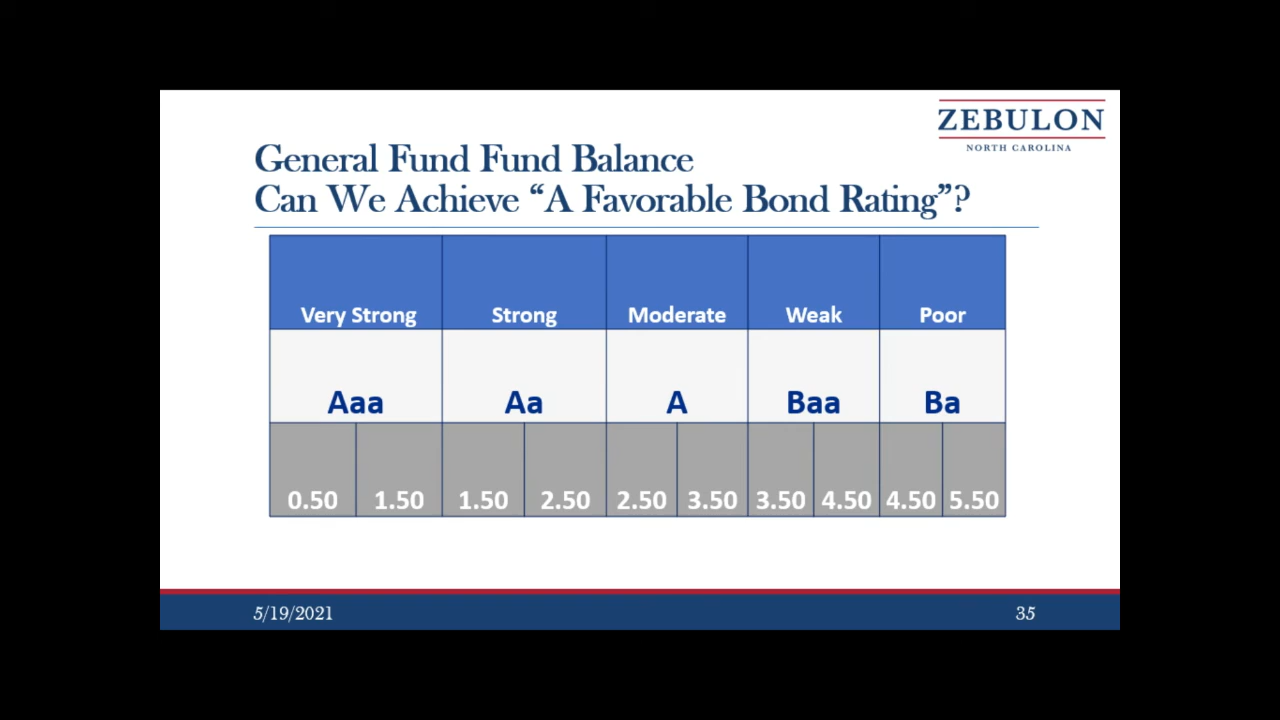 ZEBULON
NORTH CAROLINA
General Fund Fund Balance
Can We Achieve “A Favorable Bond Rating”?
Very Strong Strong Moderate Weak Poor
Aaa Aa A Baa Ba
0.50 1.50 1.50 2.50 2.50 3.50 3.50 4.50 4.50 5.50
5/19/2021 35